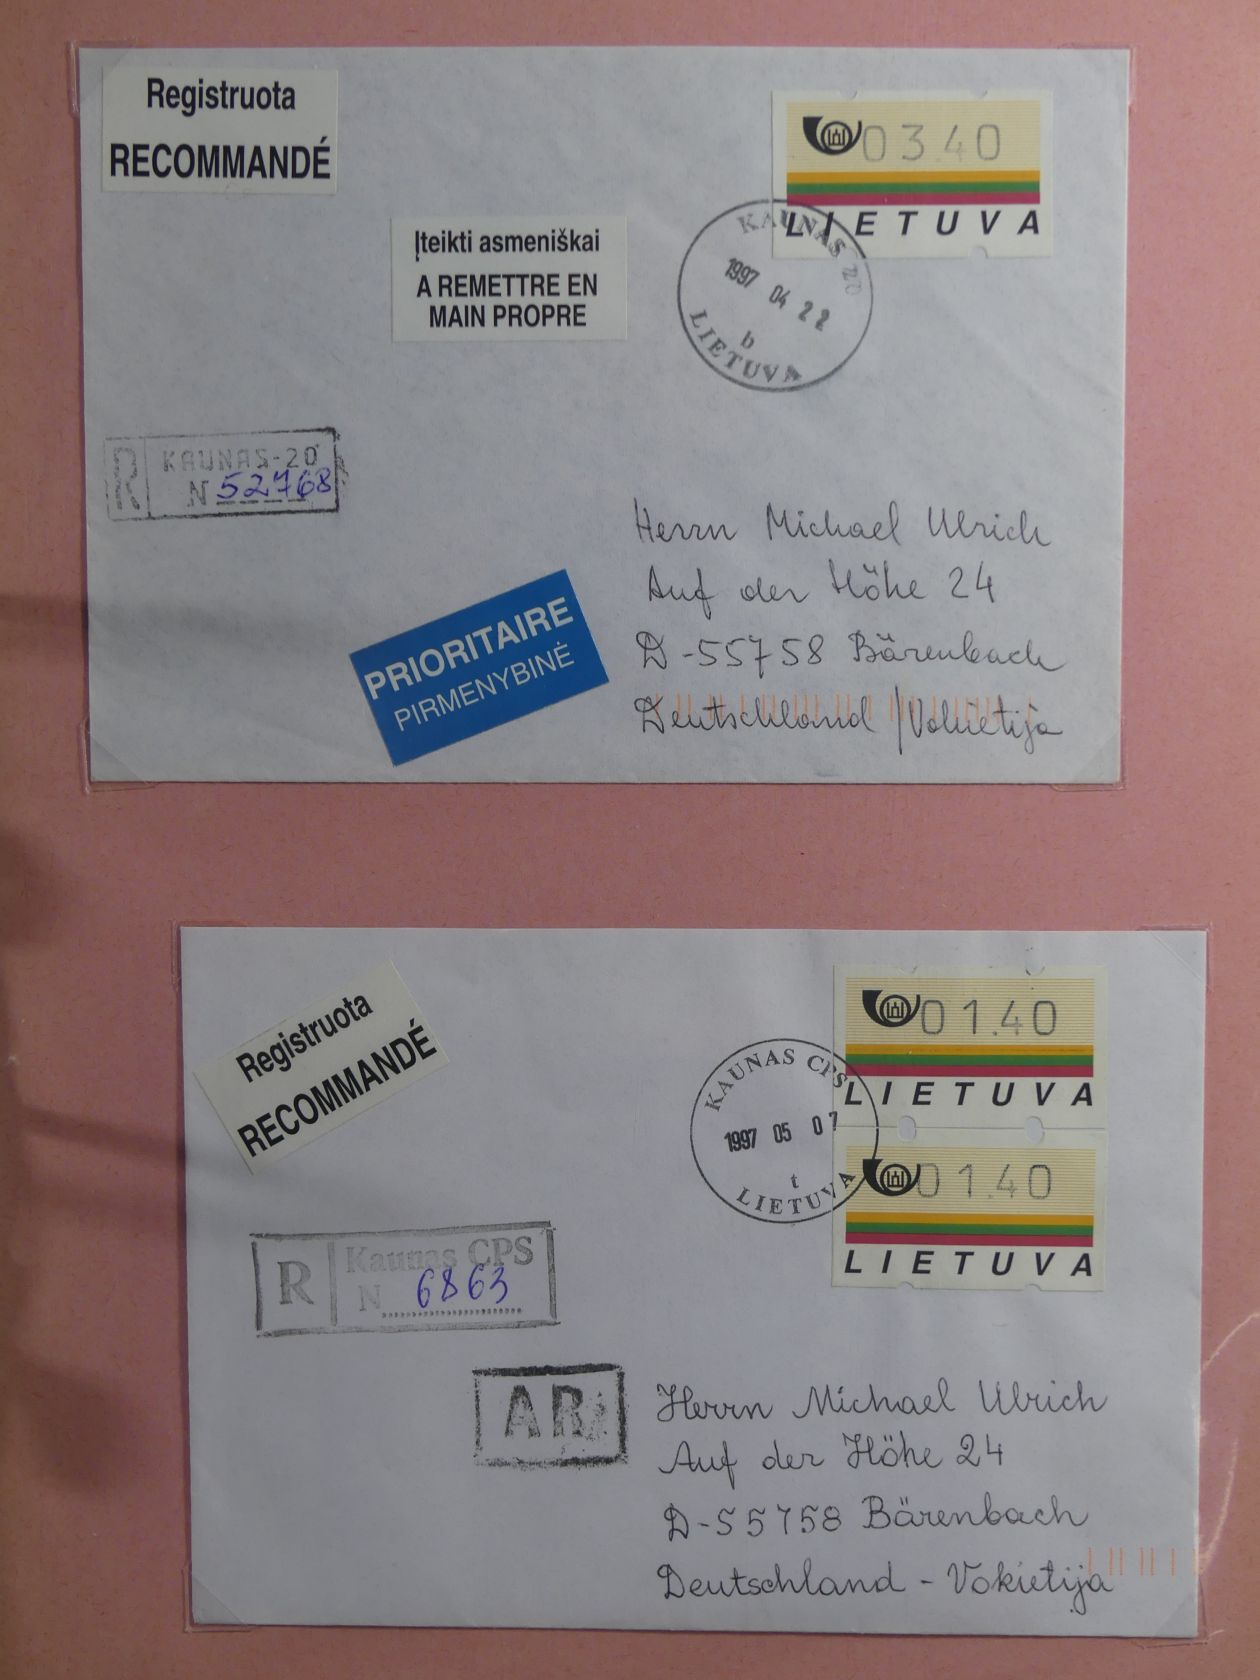 Registruota
RECOMMANDÉ
03.40
LIETUVA
Įteikti asmeniškai
A REMETTRE EN
MAIN PROPRE
KAUNAS 20
1997 04 22
b
LIETUVA
R KAUNAS-20
N 52768
PRIORITAIRE
PIRMENYBINĖ
Herrn Michael Ulrich
Auf der Höhe 24
D-55758 Bärenbach
Deutschland/Vokietija
Registruota
RECOMMANDÉ
01.40
LIETUVA
01.40
LIETUVA
KAUNAS CPS
1997 05 07
t
LIETUVA
R Kaunas CPS
N 6863
AR
Herrn Michael Ulrich
Auf der Höhe 24
D-55758 Bärenbach
Deutschland - Vokietija